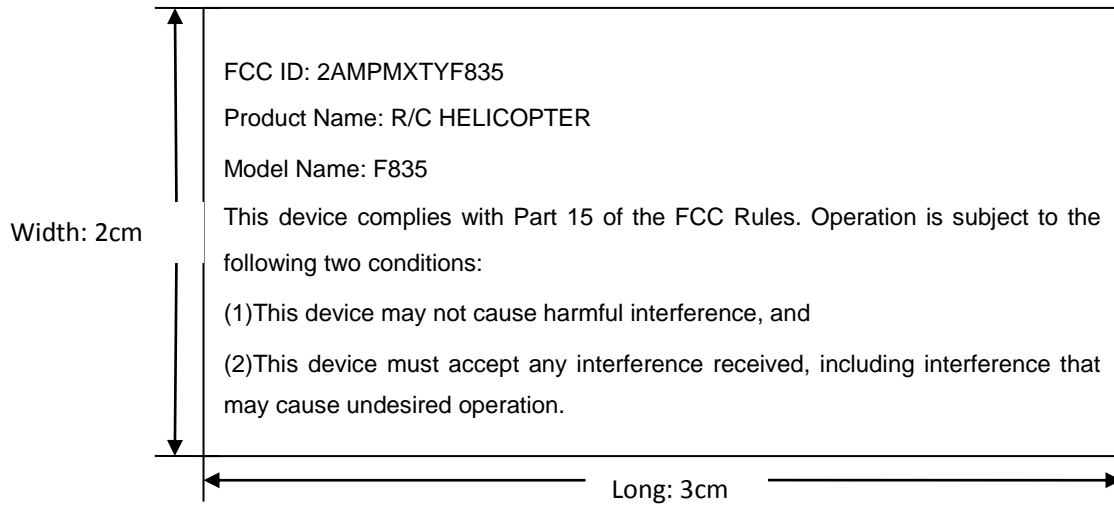 FCC ID: 2AMPMXTYF835
Product Name: R/C HELICOPTER
Model Name: F835
This device complies with Part 15 of the FCC Rules. Operation is subject to the
following two conditions:
(1)This device may not cause harmful interference, and
(2)This device must accept any interference received, including interference that
may cause undesired operation.
Width: 2cm
Long: 3cm